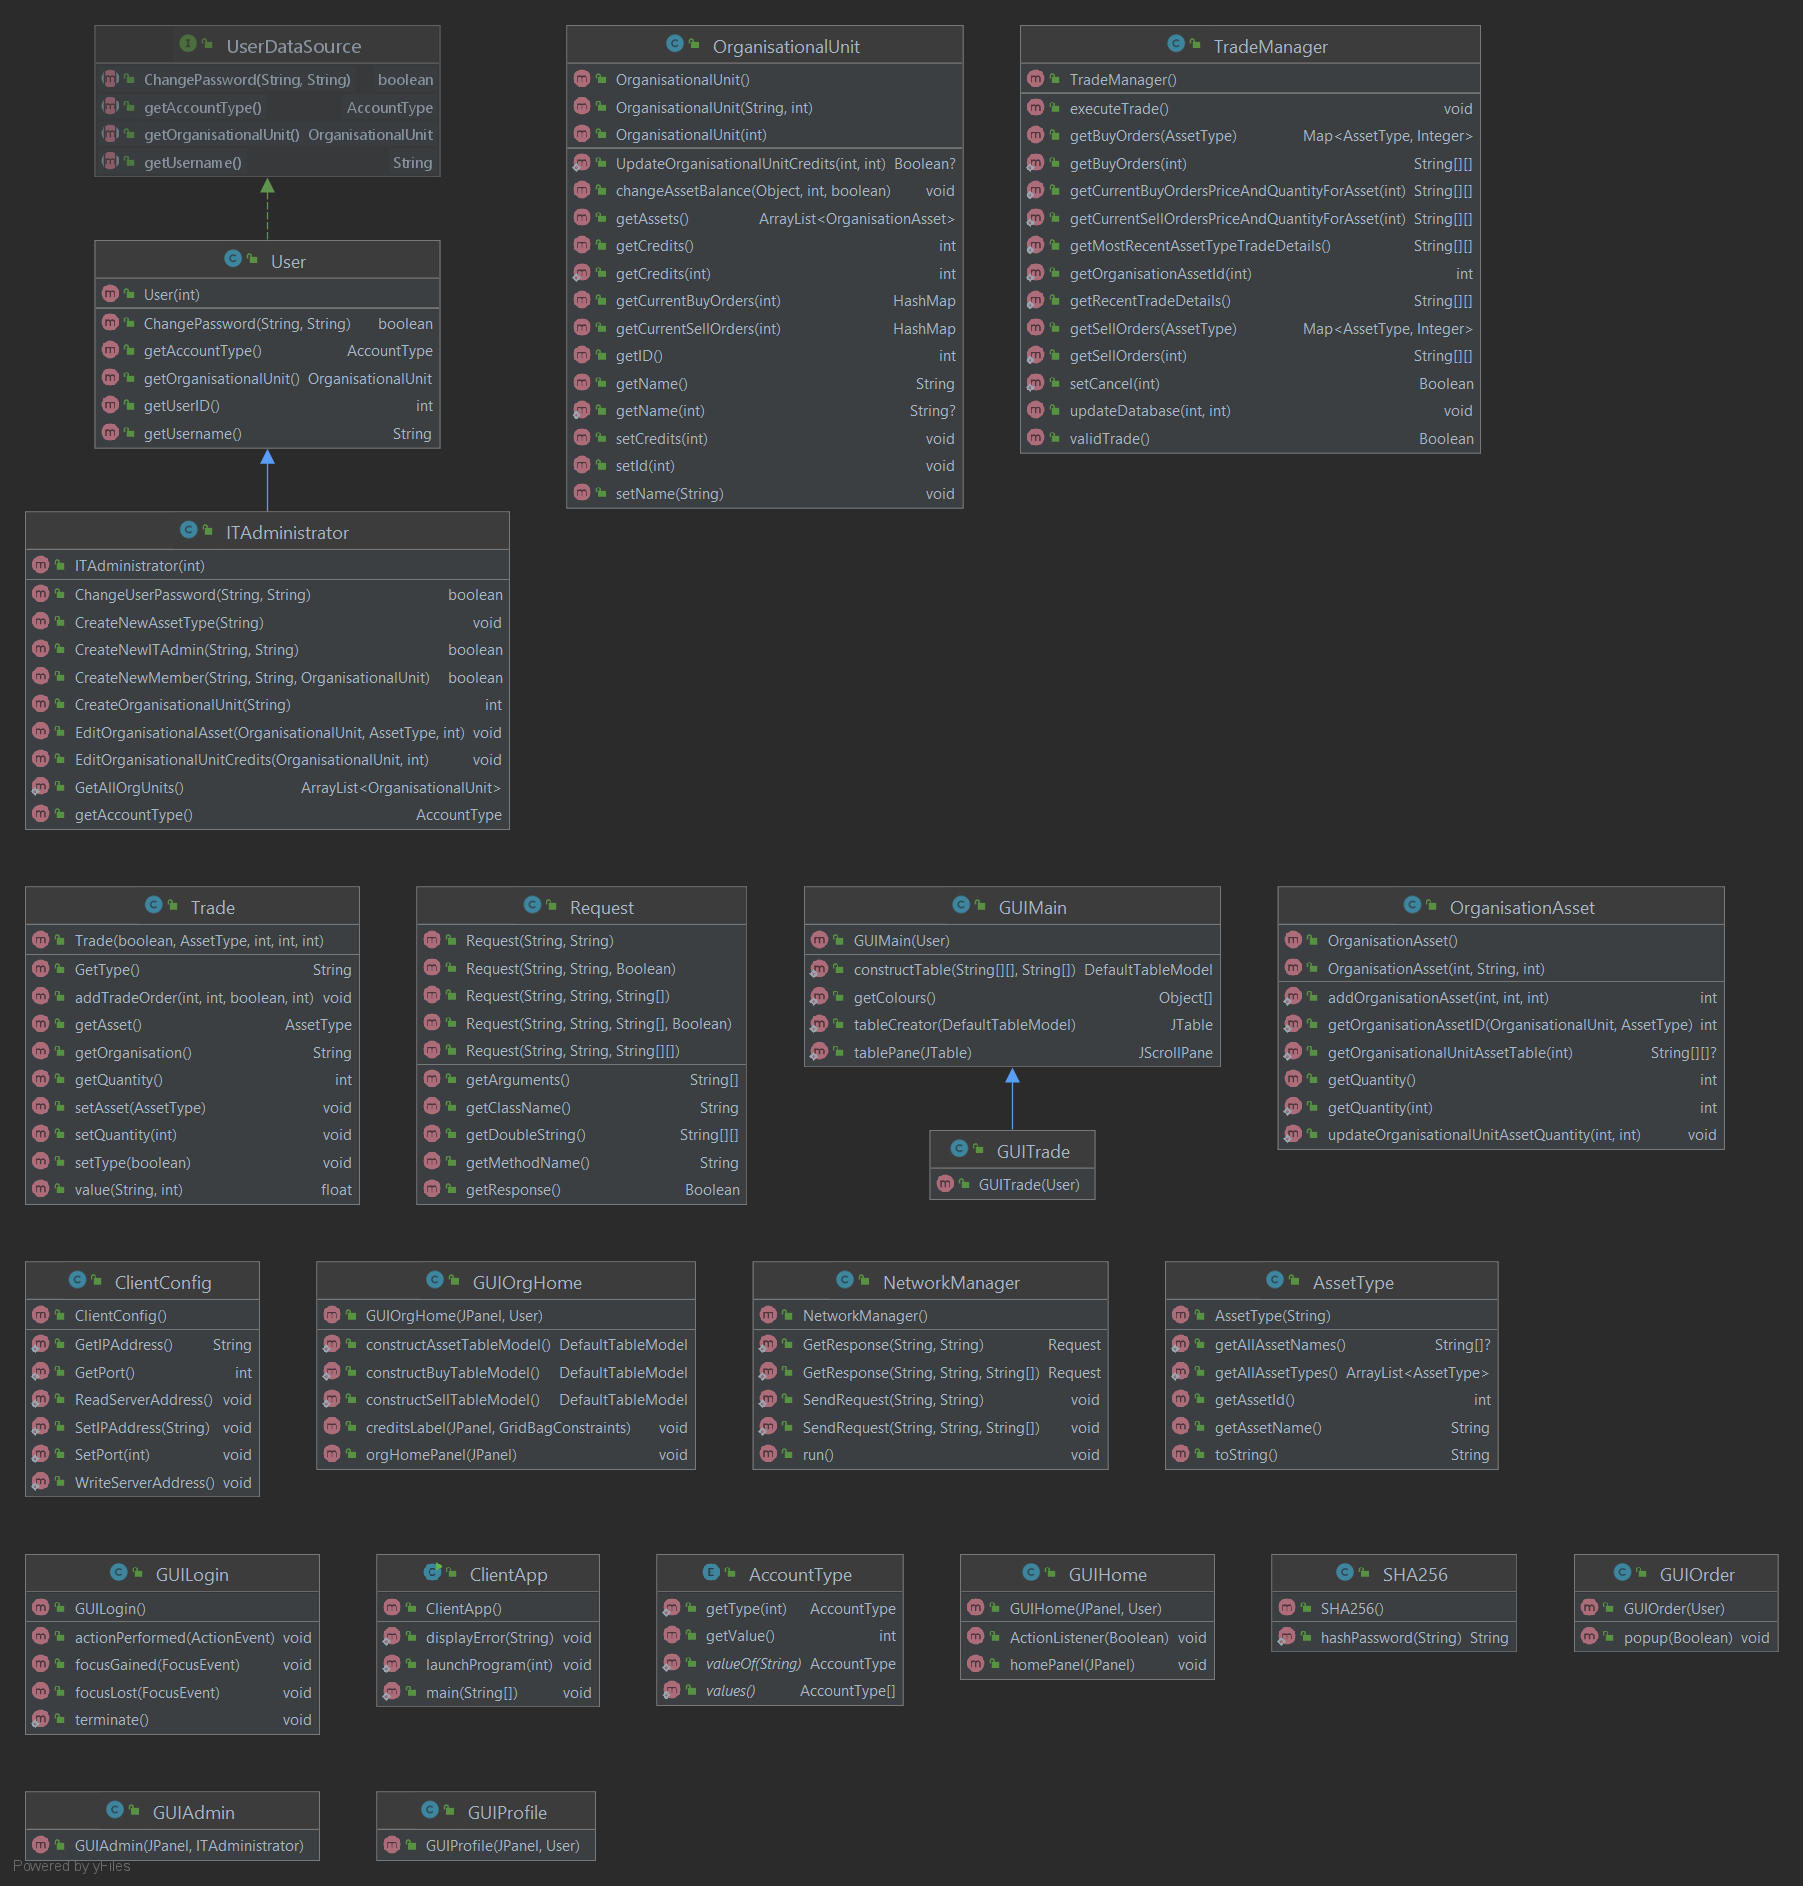 UserDataSource
ChangePassword(String, String) boolean
getAccountType() AccountType
getOrganisationalUnit() OrganisationalUnit
getUsername() String
User
User(int)
ChangePassword(String, String) boolean
getAccountType() AccountType
getOrganisationalUnit() OrganisationalUnit
getUserID() int
getUsername() String
ITAdministrator
ITAdministrator(int)
ChangeUserPassword(String, String) boolean
CreateNewAssetType(String) void
CreateNewITAdmin(String, String) boolean
CreateNewMember(String, String, OrganisationalUnit) boolean
CreateOrganisationalUnit(String) int
EditOrganisationalAsset(OrganisationalUnit, AssetType, int) void
EditOrganisationalUnitCredits(OrganisationalUnit, int) void
GetAllOrgUnits() ArrayList<OrganisationalUnit>
getAccountType() AccountType
OrganisationalUnit
OrganisationalUnit()
OrganisationalUnit(String, int)
OrganisationalUnit(int)
UpdateOrganisationalUnitCredits(int, int) Boolean?
changeAssetBalance(Object, int, boolean) void
getAssets() ArrayList<OrganisationAsset>
getCredits() int
getCredits(int) int
getCurrentBuyOrders(int) HashMap
getCurrentSellOrders(int) HashMap
getID() int
getName() String
getName(int) String?
setCredits(int) void
setId(int) void
setName(String) void
TradeManager
TradeManager()
executeTrade() void
getBuyOrders(AssetType) Map<AssetType, Integer>
getBuyOrders(int) String[][]
getCurrentBuyOrdersPriceAndQuantityForAsset(int) String[][]
getCurrentSellOrdersPriceAndQuantityForAsset(int) String[][]
getMostRecentAssetTypeTradeDetails() String[][]
getOrganisationAssetId(int) int
getRecentTradeDetails() String[][]
getSellOrders(AssetType) Map<AssetType, Integer>
getSellOrders(int) String[][]
setCancel(int) Boolean
updateDatabase(int, int) void
validTrade() Boolean
Trade
Trade(boolean, AssetType, int, int, int)
GetType() String
addTradeOrder(int, int, boolean, int) void
getAsset() AssetType
getOrganisation() String
getQuantity() int
setAsset(AssetType) void
setQuantity(int) void
setType(boolean) void
value(String, int) float
Request
Request(String, String)
Request(String, String, Boolean)
Request(String, String, String[])
Request(String, String, String[], Boolean)
Request(String, String, String[][])
getArguments() String[]
getClassName() String
getDoubleString() String[][]
getMethodName() String
getResponse() Boolean
GUIMain
GUIMain(User)
constructTable(String[][], String[]) DefaultTableModel
getColours() Object[]
tableCreator(DefaultTableModel) JTable
tablePane(JTable) JScrollPane
GUITrade
GUITrade(User)
OrganisationAsset
OrganisationAsset()
OrganisationAsset(int, String, int)
addOrganisationAsset(int, int, int) int
getOrganisationAssetID(OrganisationalUnit, AssetType) int
getOrganisationalUnitAssetTable(int) String[][]?
getQuantity() int
getQuantity(int) int
updateOrganisationalUnitAssetQuantity(int, int) void
ClientConfig
ClientConfig()
GetIPAddress() String
GetPort() int
ReadServerAddress() void
SetIPAddress(String) void
SetPort(int) void
WriteServerAddress() void
GUIOrgHome
GUIOrgHome(JPanel, User)
constructAssetTableModel() DefaultTableModel
constructBuyTableModel() DefaultTableModel
constructSellTableModel() DefaultTableModel
creditsLabel(JPanel, GridBagConstraints) void
orgHomePanel(JPanel) void
NetworkManager
NetworkManager()
GetResponse(String, String) Request
GetResponse(String, String, String[]) Request
SendRequest(String, String) void
SendRequest(String, String, String[]) void
run() void
AssetType
AssetType(String)
getAllAssetNames() String[]?
getAllAssetTypes() ArrayList<AssetType>
getAssetId() int
getAssetName() String
toString() String
GUILogin
GUILogin()
actionPerformed(ActionEvent) void
focusGained(FocusEvent) void
focusLost(FocusEvent) void
terminate() void
ClientApp
ClientApp()
displayError(String) void
launchProgram(int) void
main(String[]) void
AccountType
getType(int) AccountType
getValue() int
valueOf(String) AccountType
values() AccountType[]
GUIHome
GUIHome(JPanel, User)
ActionListener(Boolean) void
homePanel(JPanel) void
SHA256
SHA256()
hashPassword(String) String
GUIOrder
GUIOrder(User)
popup(Boolean) void
GUIAdmin
GUIAdmin(JPanel, ITAdministrator)
GUIProfile
GUIProfile(JPanel, User)
Powered by yFiles